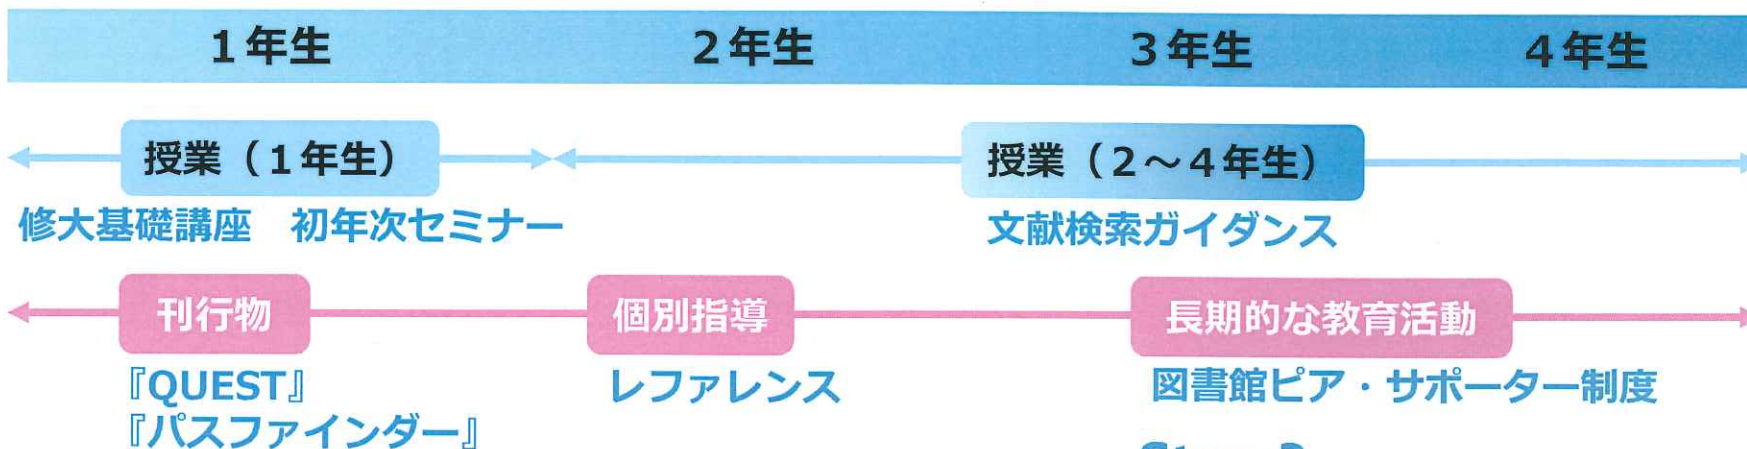 1年生 2年生 3年生 4年生
授業（1年生） 授業（2～4年生）
修大基礎講座 初年次セミナー 文献検索ガイダンス
刊行物 個別指導 長期的な教育活動
『QUEST』 レファレンス 図書館ピア・サポーター制度
『パスファインダー』